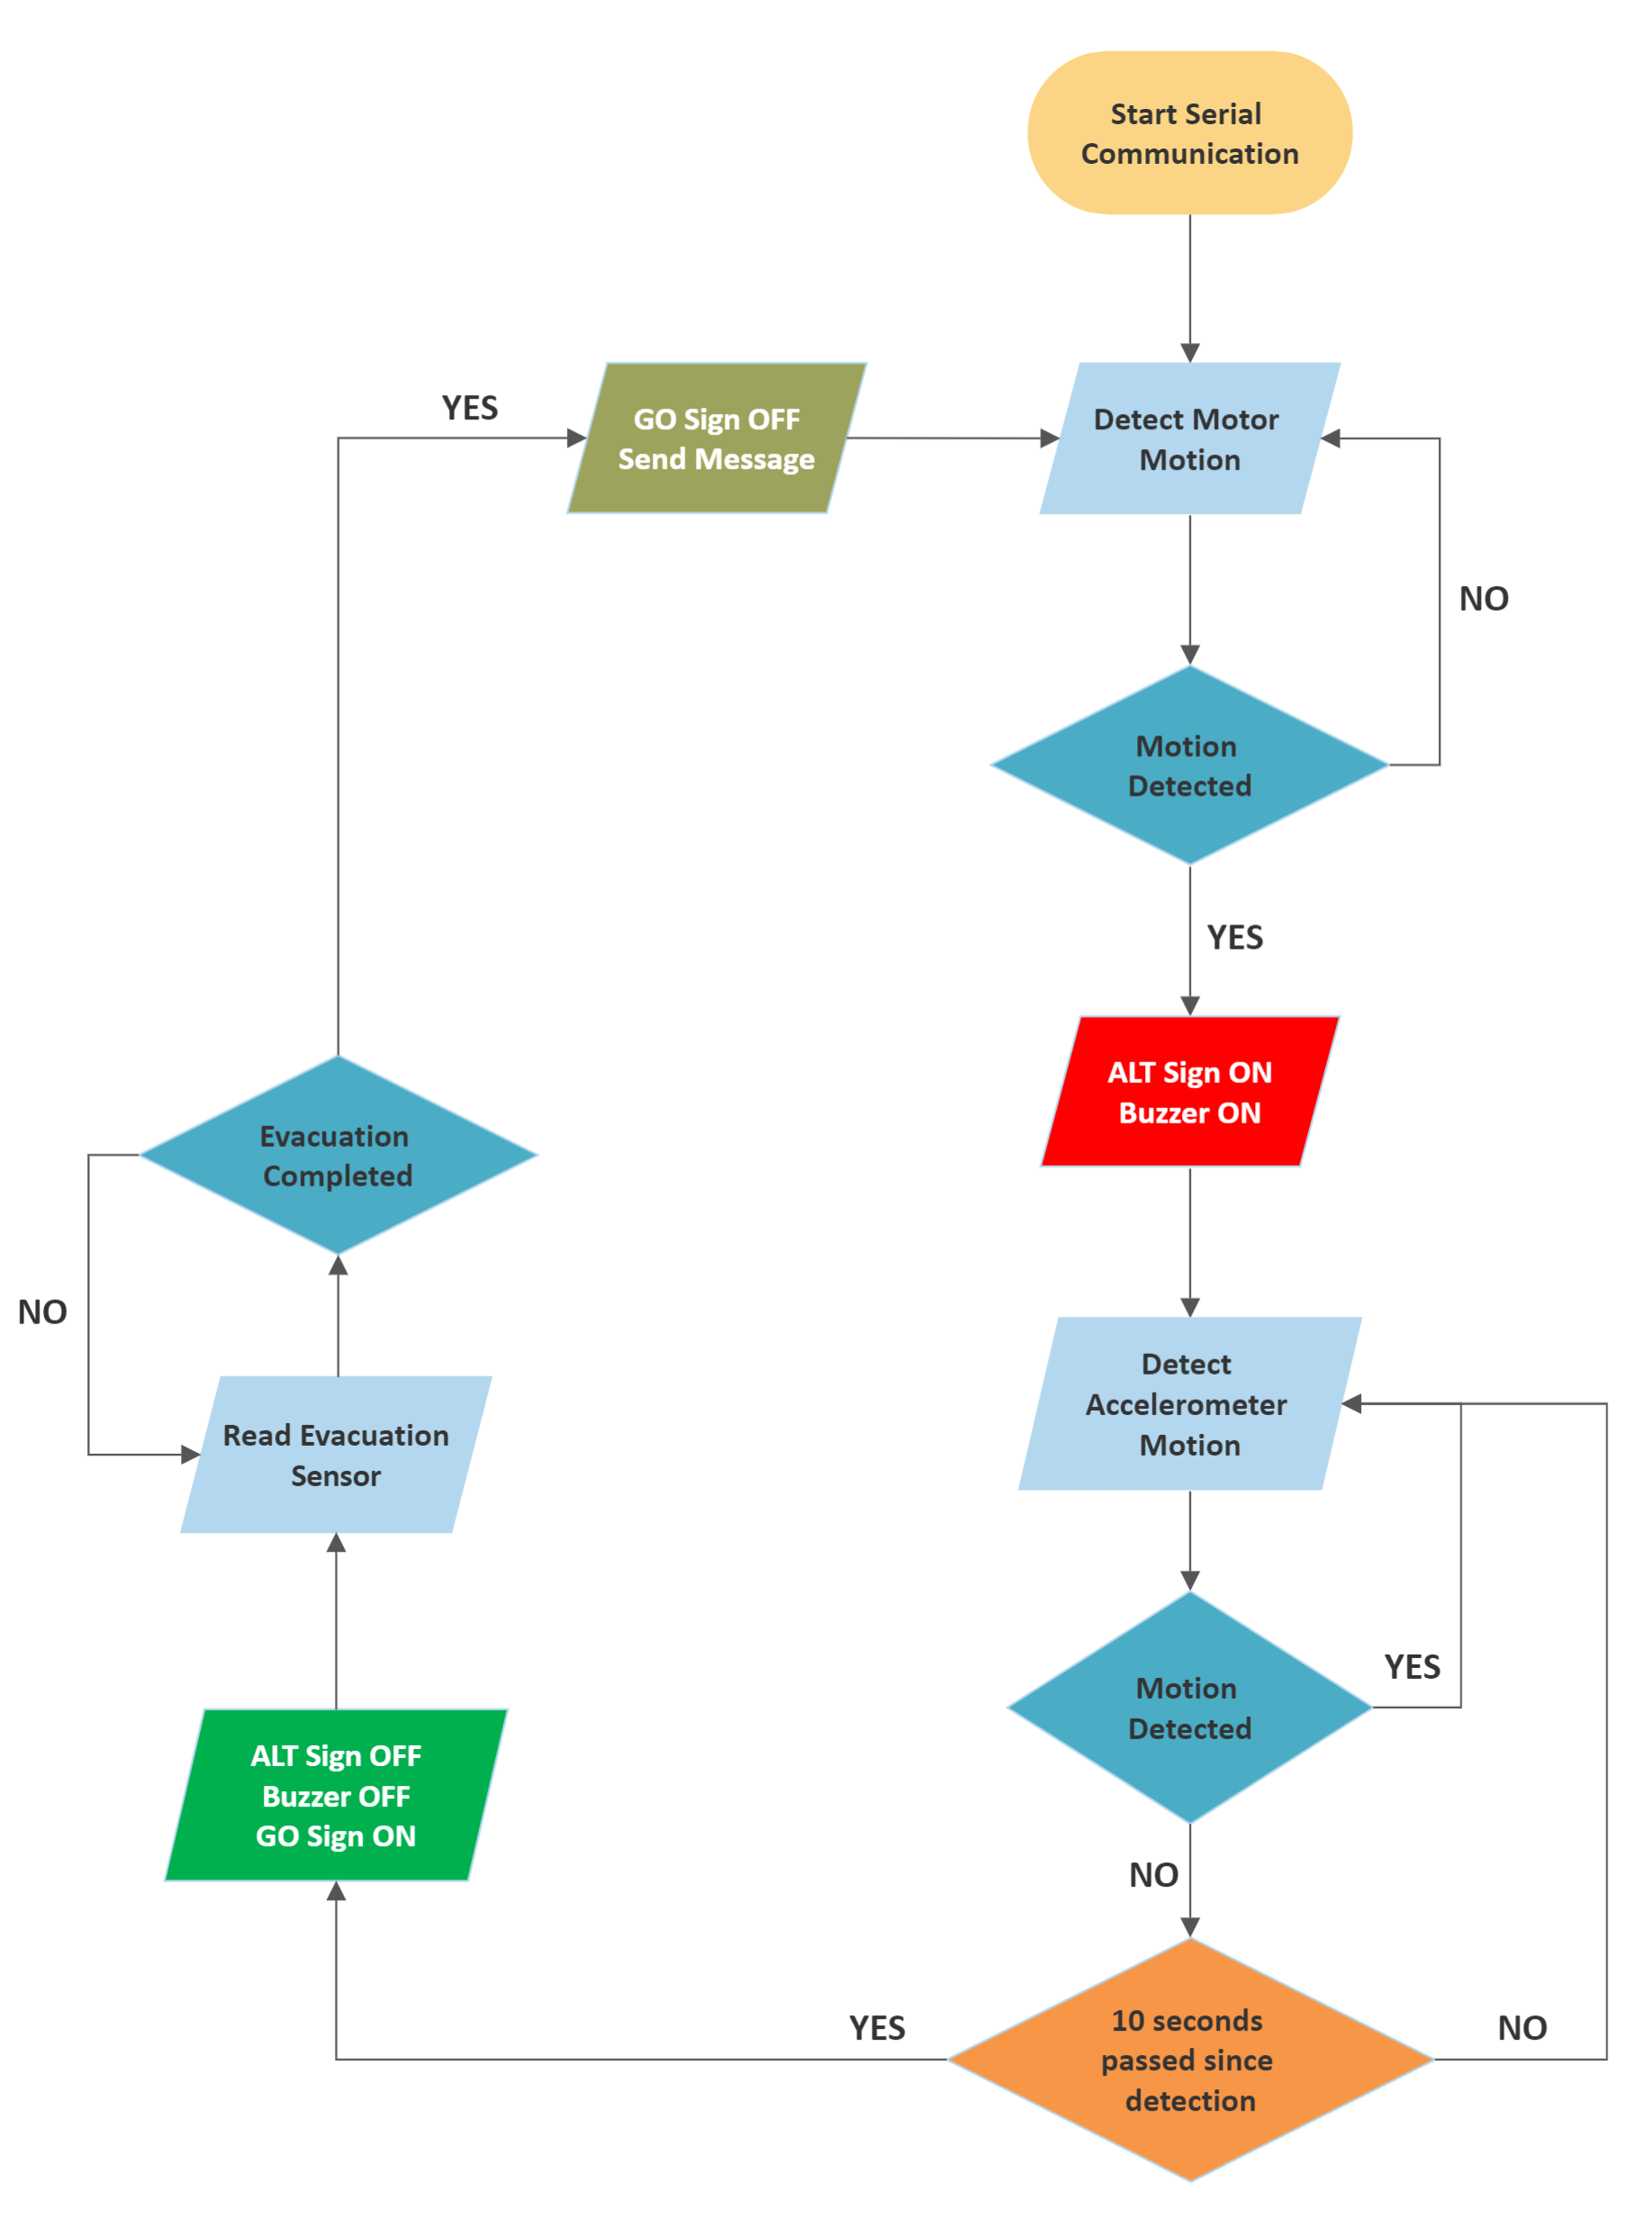 Start Serial
Communication
YES
GO Sign OFF
Send Message
Detect Motor
Motion
NO
Motion
Detected
YES
ALT Sign ON
Buzzer ON
Evacuation
Completed
NO
Detect
Accelerometer
Motion
Read Evacuation
Sensor
YES
Motion
Detected
ALT Sign OFF
Buzzer OFF
GO Sign ON
NO
YES
10 seconds
passed since
detection
NO